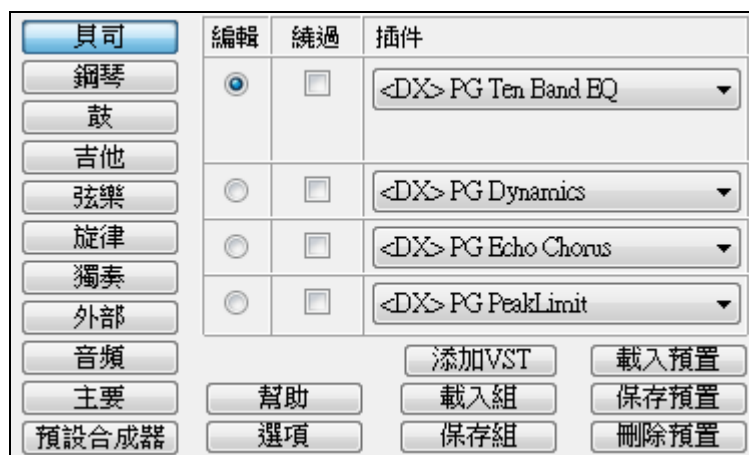 貝司 編輯 繞過 插件
鋼琴 <DX> PG Ten Band EQ
鼓
吉他
弦樂 <DX> PG Dynamics
旋律 <DX> PG Echo Chorus
獨奏
外部 <DX> PG PeakLimit
音頻 添加VST 載入預置
主要 幫助 載入組 保存預置
預設合成器 選項 保存組 刪除預置